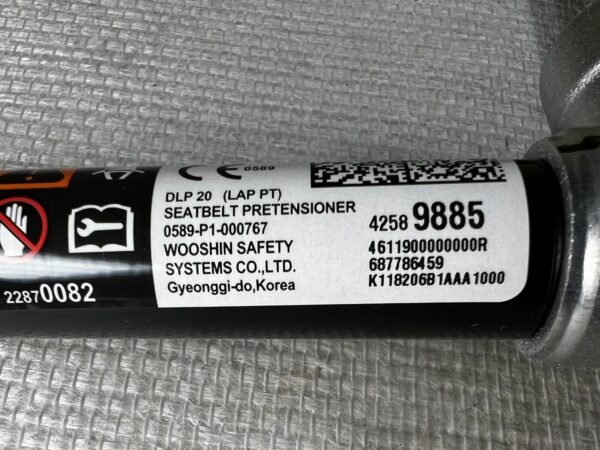 CE 0589
DLP 20 (LAP PT)
SEATBELT PRETENSIONER
0589-P1-000767
WOOSHIN SAFETY
SYSTEMS CO.,LTD.
Gyeonggi-do,Korea
4258 9885
4611900000000R
687786459
K118206B1AAA1000
22870082